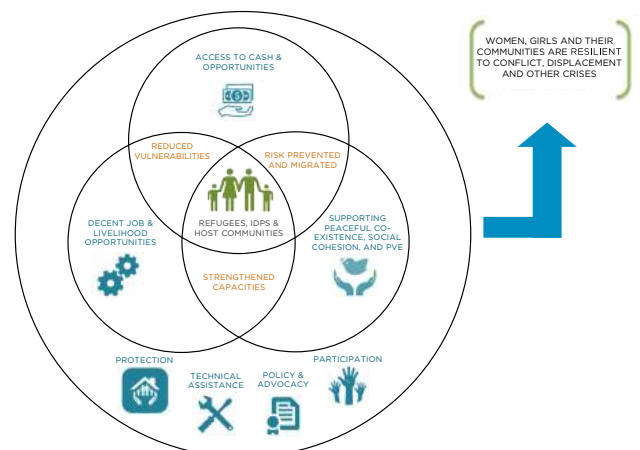 WOMEN, GIRLS AND THEIR
COMMUNITIES ARE RESILIENT
TO CONFLICT, DISPLACEMENT
AND OTHER CRISES
ACCESS TO CASH &
OPPORTUNITIES
REDUCED
VULNERABILITIES
RISK PREVENTED
AND MIGRATED
DECENT JOB &
LIVELIHOOD
OPPORTUNITIES
REFUGEES, IDPS &
HOST COMMUNITIES
SUPPORTING
PEACEFUL CO-
EXISTENCE, SOCIAL
COHESION, AND PVE
STRENGTHENED
CAPACITIES
PROTECTION
TECHNICAL
ASSISTANCE
POLICY &
ADVOCACY
PARTICIPATION